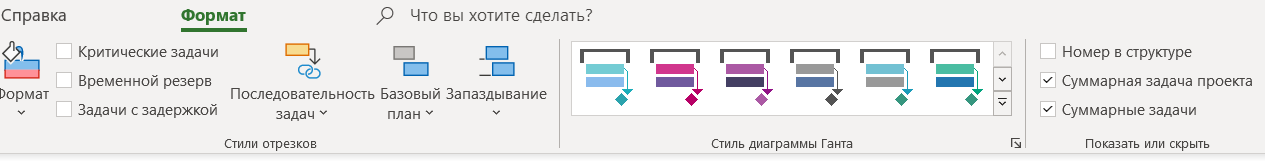 Справка
Формат
Что вы хотите сделать?
Формат
Критические задачи
Временной резерв
Задачи с задержкой
Последовательность
задач
Базовый
план
Запаздывание
Стили отрезков
Стиль диаграммы Ганта
Номер в структуре
Суммарная задача проекта
Суммарные задачи
Показать или скрыть